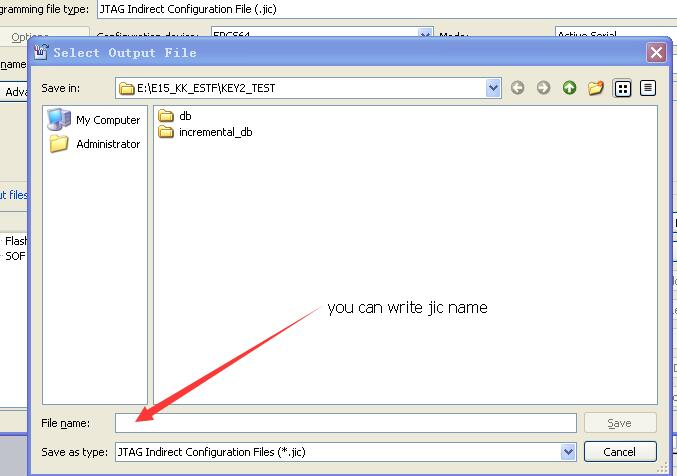 gramming file type: JTAG Indirect Configuration File (.jic)
Options Configuration device: EPCS64 Mode: Active Serial
Select Output File
name
Save in: E:\E15_KK_ESTF\KEY2_TEST
Adva
My Computer
Administrator
db
incremental_db
ut files
Flash
SOF
you can write jic name
File name: Save
Save as type: JTAG Indirect Configuration Files (*.jic) Cancel